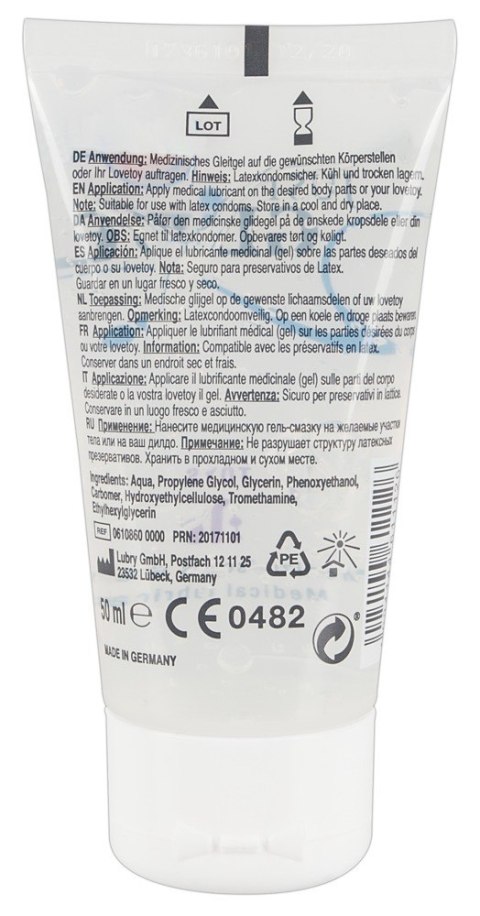 LOT
DE Anwendung: Medizinisches Gleitgel auf die gewünschten Körperstellen
oder Ihr Lovetoy auftragen. Hinweis: Latexkondomsicher. Kühl und trocken lagern.
EN Application: Apply medical lubricant on the desired body parts or your lovetoy.
Note: Suitable for use with latex condoms. Store in a cool and dry place.
DA Anvendelse: Påfør den medicinske glidegel på de ønskede kropsdele eller din
lovetoy. OBS: Egnet til latexkondomer. Opbevares tørt og køligt.
ES Aplicación: Aplique el lubricante medicinal (gel) sobre las partes deseadas del
cuerpo o su lovetoy. Nota: Seguro para preservativos de Latex.
Guardar en un lugar fresco y seco.
NL Toepassing: Medische glijgel op de gewenste lichaamsdelen of uw lovetoy
aanbrengen. Opmerking: Latexcondoomveilig. Op een koele en droge plaats bewaren.
FR Application: Appliquer le lubrifiant médical (gel) sur les parties désirées du corps
ou votre lovetoy. Information: Compatible avec les préservatifs en latex.
Conserver dans un endroit sec et frais.
IT Applicazione: Applicare il lubrificante medicinale (gel) sulle parti del corpo
desiderate o la vostra lovetoy il gel. Avvertenza: Sicuro per preservativi in lattice.
Conservare in un luogo fresco e asciutto.
RU Применение: Нанесите медицинскую гель-смазку на желаемые участки
тела или на ваш дилдо. Примечание: Не разрушает структуру латексных
презервативов. Хранить в прохладном и сухом месте.
Ingredients: Aqua, Propylene Glycol, Glycerin, Phenoxyethanol,
Carbomer, Hydroxyethylcellulose, Tromethamine,
Ethylhexylglycerin
REF 0610860 0000 PRN: 20171101
Lubry GmbH, Postfach 12 11 25
23532 Lübeck, Germany
PE
50 ml e CE 0482
MADE IN GERMANY